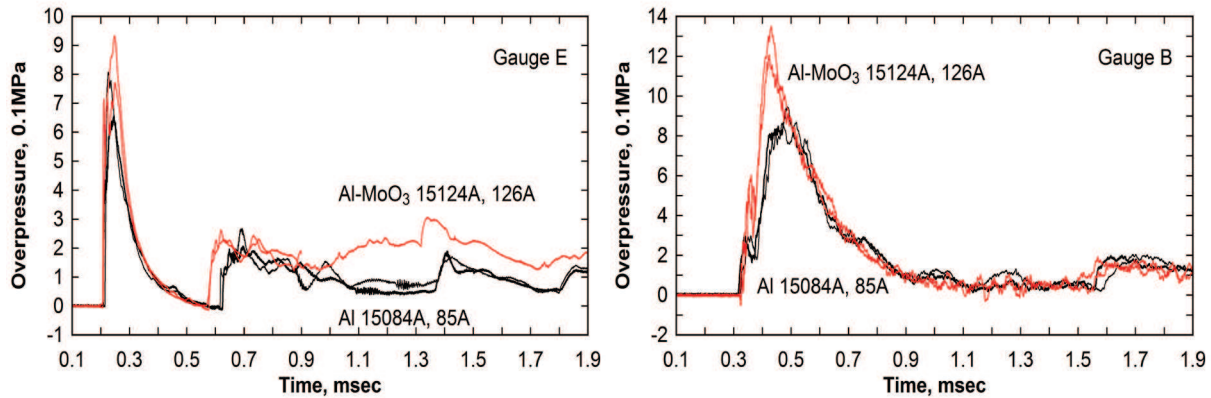 10
9
8
7
6
5
4
3
2
1
0
-1
Overpressure, 0.1MPa
Gauge E
Al-MoO₃ 15124A, 126A
Al 15084A, 85A
0.1 0.3 0.5 0.7 0.9 1.1 1.3 1.5 1.7 1.9
Time, msec
14
12
10
8
6
4
2
0
-2
Overpressure, 0.1MPa
Gauge B
Al-MoO₃ 15124A, 126A
Al 15084A, 85A
0.1 0.3 0.5 0.7 0.9 1.1 1.3 1.5 1.7 1.9
Time, msec